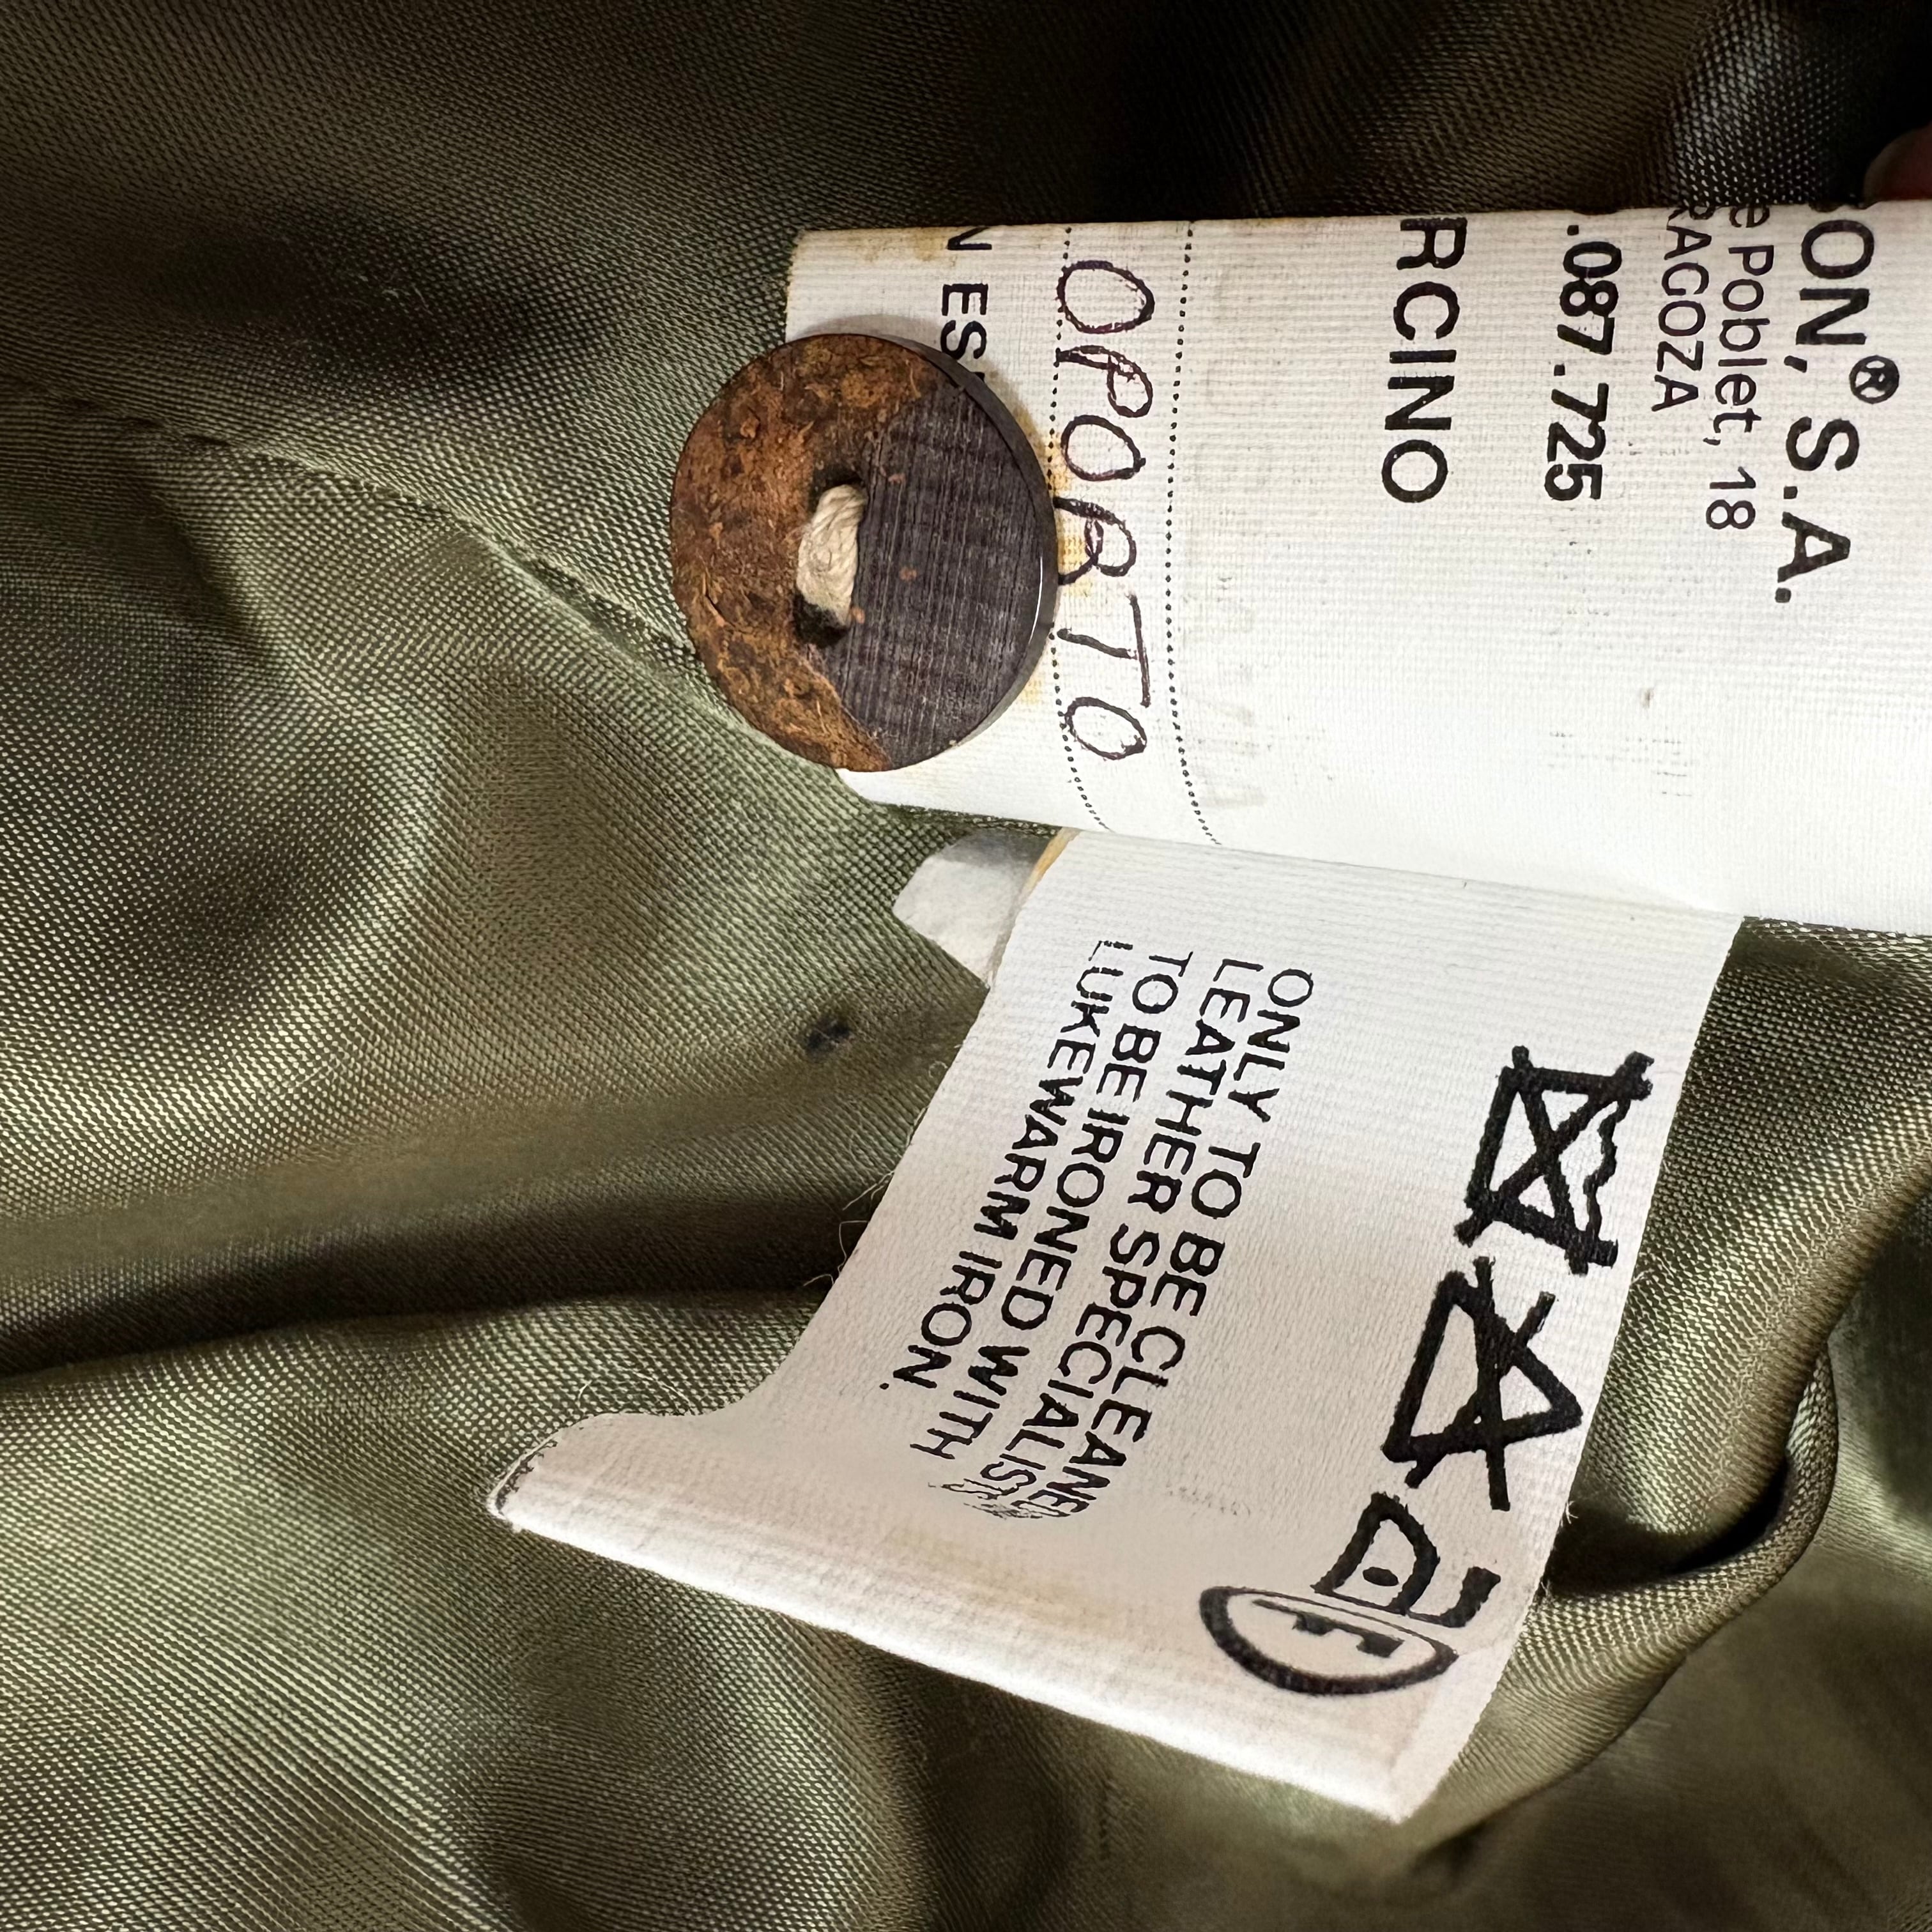 ON,® S.A.
e Poblet, 18
RAGOZA
.087.725
RCINO
OPORTO
N ES
ONLY TO BE CLEANED
LEATHER SPECIALIST
TO BE IRONED WITH
LUKEWARM IRON.
F